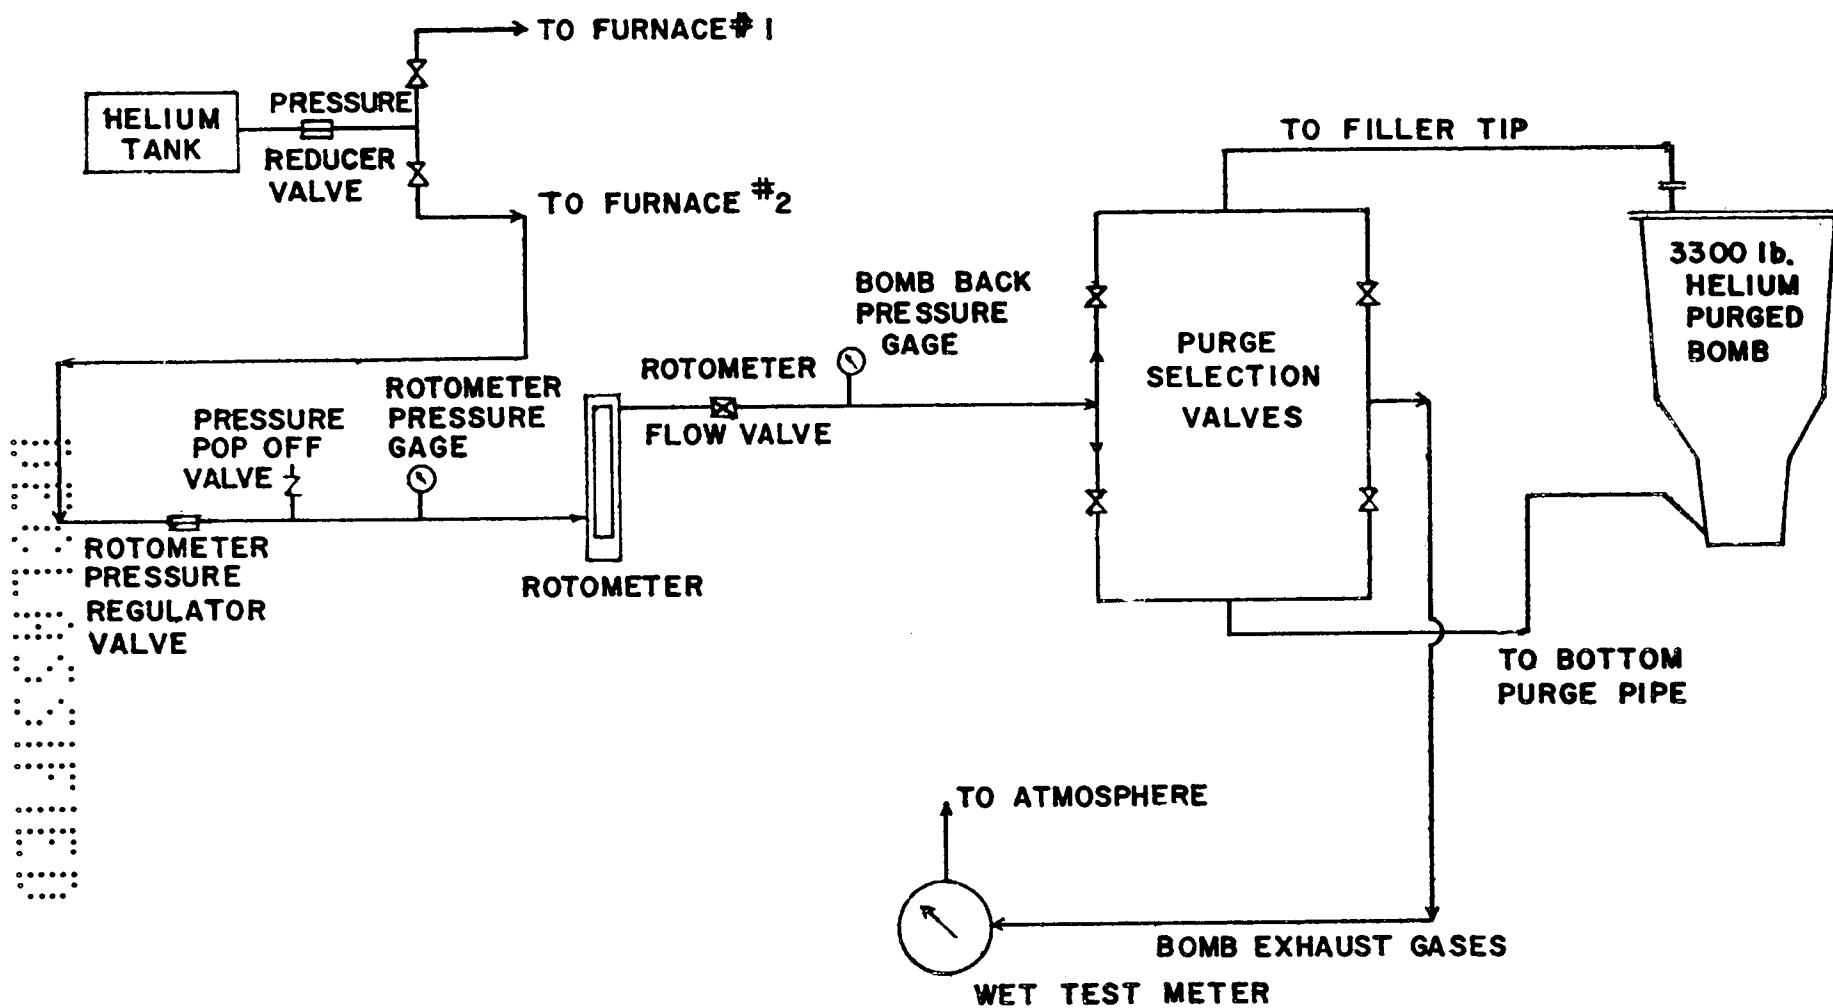 TO FURNACE #1
HELIUM
TANK
PRESSURE
REDUCER
VALVE
TO FURNACE #2
TO FILLER TIP
3300 lb.
HELIUM
PURGED
BOMB
BOMB BACK
PRESSURE
GAGE
PURGE
SELECTION
VALVES
ROTOMETER
FLOW VALVE
ROTOMETER
PRESSURE
GAGE
PRESSURE
POP OFF
VALVE
ROTOMETER
PRESSURE
REGULATOR
VALVE
ROTOMETER
TO BOTTOM
PURGE PIPE
TO ATMOSPHERE
BOMB EXHAUST GASES
WET TEST METER
DECLASSIFIED